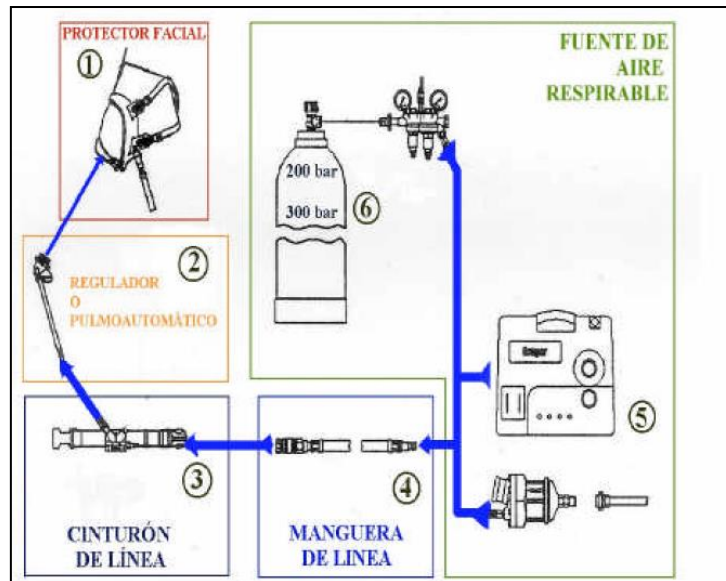 PROTECTOR FACIAL
1
FUENTE DE
AIRE
RESPIRABLE
200 bar
300 bar
6
2
REGULADOR
O
PULMOAUTOMÁTICO
5
3
4
CINTURÓN
DE LÍNEA
MANGUERA
DE LINEA